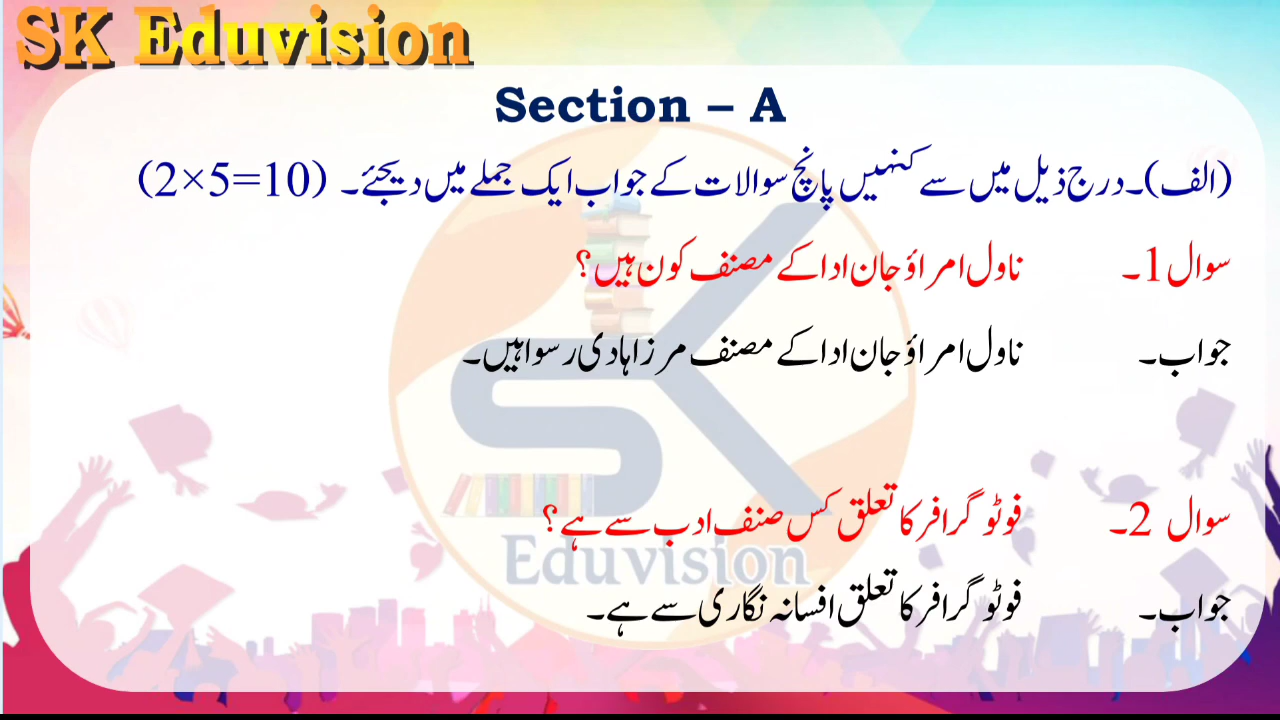 SK Eduvision
Section – A
(الف)۔ درج ذیل میں سے کنہیں پانچ سوالات کے جواب ایک جملے میں دیجئے۔ (2×5=10)
سوال 1۔ ناول امراؤ جان ادا کے مصنف کون ہیں؟
جواب۔ ناول امراؤ جان ادا کے مصنف مرزا ہادی رسوا ہیں۔
سوال 2۔ فوٹو گرافر کا تعلق کس صنف ادب سے ہے؟
جواب۔ فوٹو گرافر کا تعلق افسانہ نگاری سے ہے۔
SK
Eduvision